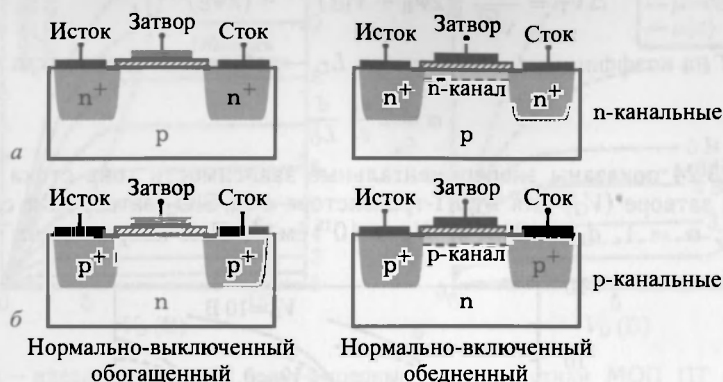 Затвор
Исток Сток
n+ n+
p
а
Затвор
Исток Сток
n+ n-канал n+
p
n-канальные
Затвор
Исток Сток
p+ p+
n
б
Затвор
Исток Сток
p+ p-канал p+
n
p-канальные
Нормально-выключенный
обогащенный
Нормально-включенный
обедненный